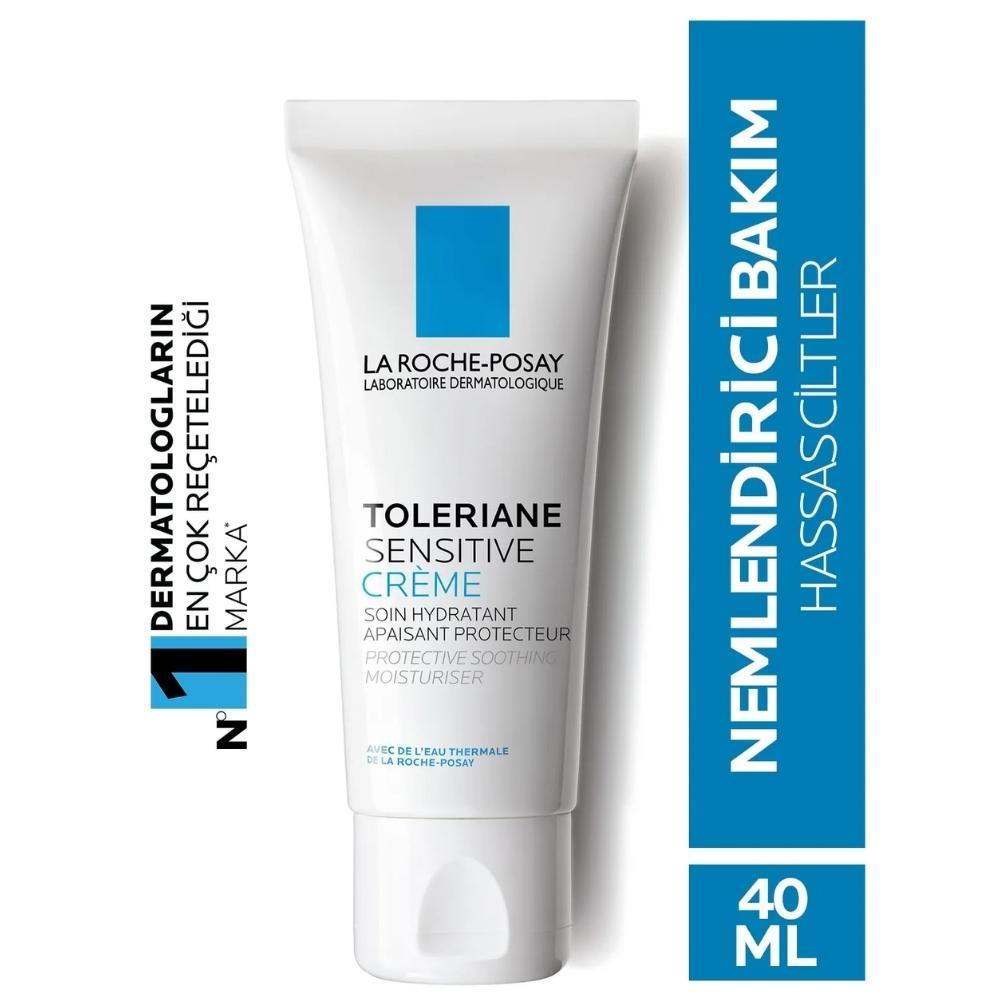 N° 1 DERMATOLOGLARIN
EN ÇOK REÇETELEDİĞİ
MARKA*
LA ROCHE-POSAY
LABORATOIRE DERMATOLOGIQUE
TOLERIANE
SENSITIVE
CRÈME
SOIN HYDRATANT
APAISANT PROTECTEUR
PROTECTIVE SOOTHING
MOISTURISER
AVEC DE L'EAU THERMALE
DE LA ROCHE-POSAY
NEMLENDİRİCİ BAKIM
HASSAS CİLTLER
40
ML